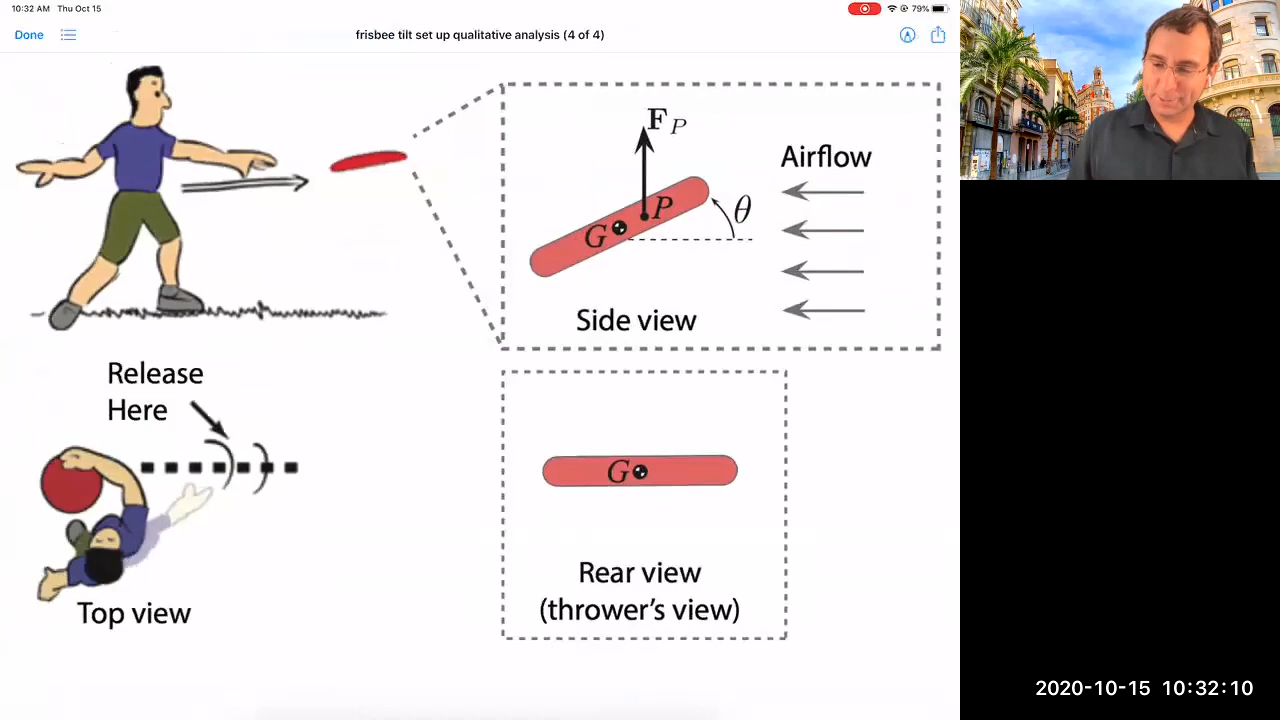 10:32 AM Thu Oct 15
79%
Done
frisbee tilt set up qualitative analysis (4 of 4)
F P
Airflow
P
θ
G
Side view
Release
Here
G
Rear view
(thrower's view)
Top view
2020-10-15 10:32:10